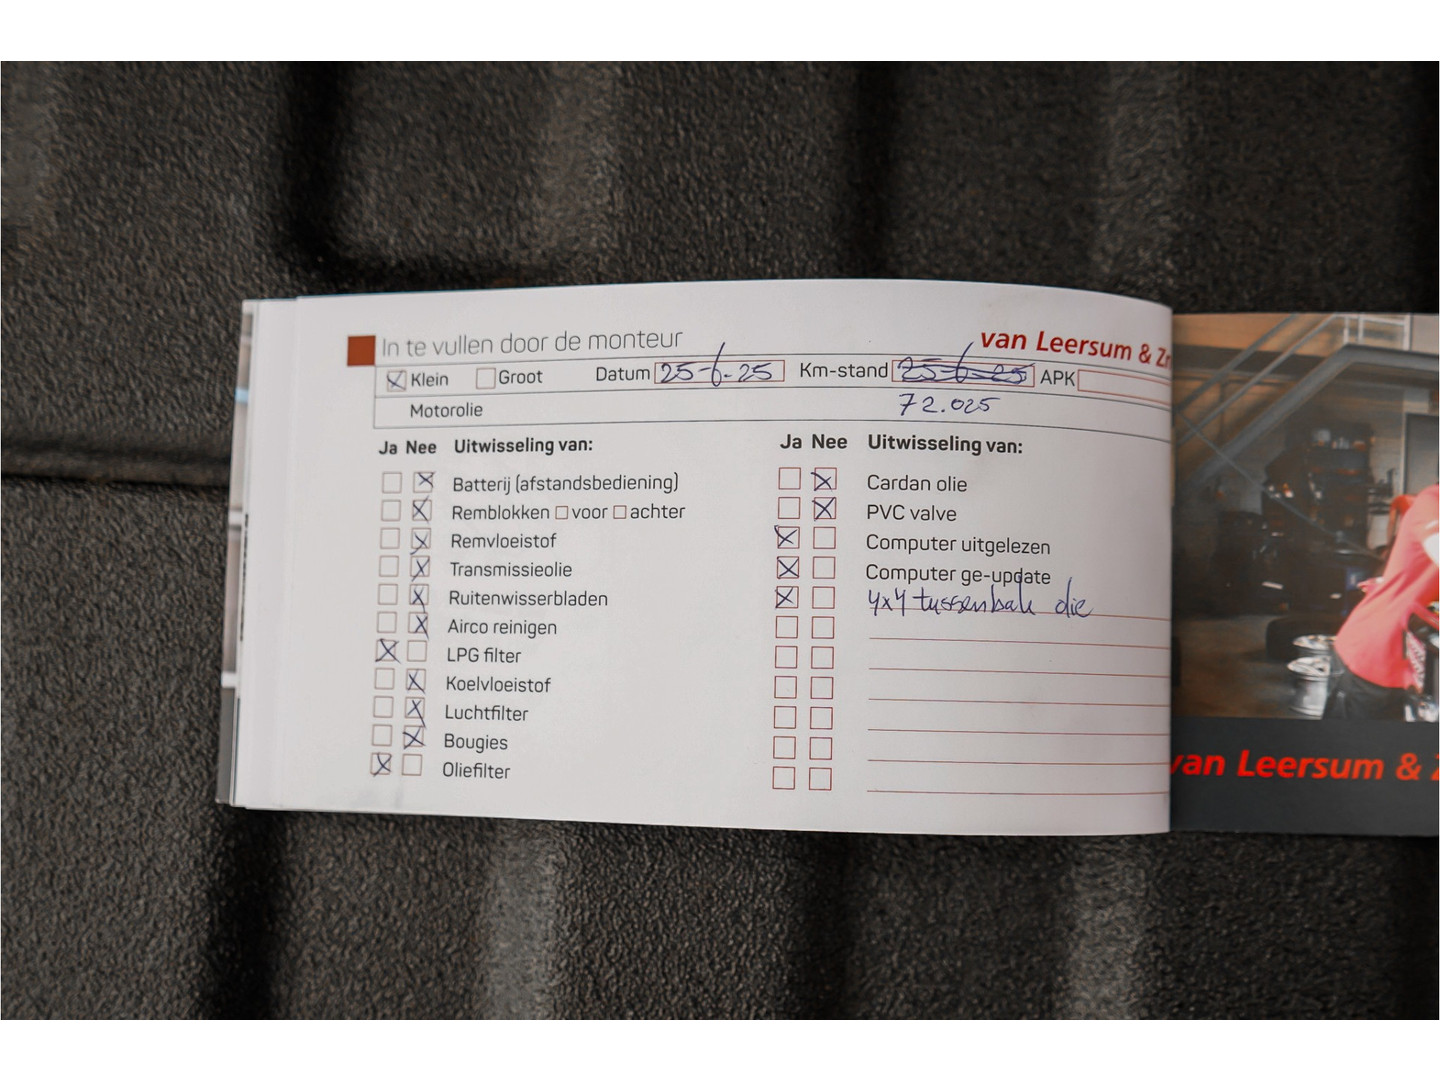 In te vullen door de monteur
van Leersum & Z
Klein Groot Datum 25-6-25 Km-stand 25-6-25 APK
Motorolie 72.025
Ja Nee Uitwisseling van:
Batterij (afstandsbediening)
Remblokken voor achter
Remvloeistof
Transmissieolie
Ruitenwisserbladen
Airco reinigen
LPG filter
Koelvloeistof
Luchtfilter
Bougies
Oliefilter
Ja Nee Uitwisseling van:
Cardan olie
PVC valve
Computer uitgelezen
Computer ge-update
4x4 tussenbak olie
van Leersum &